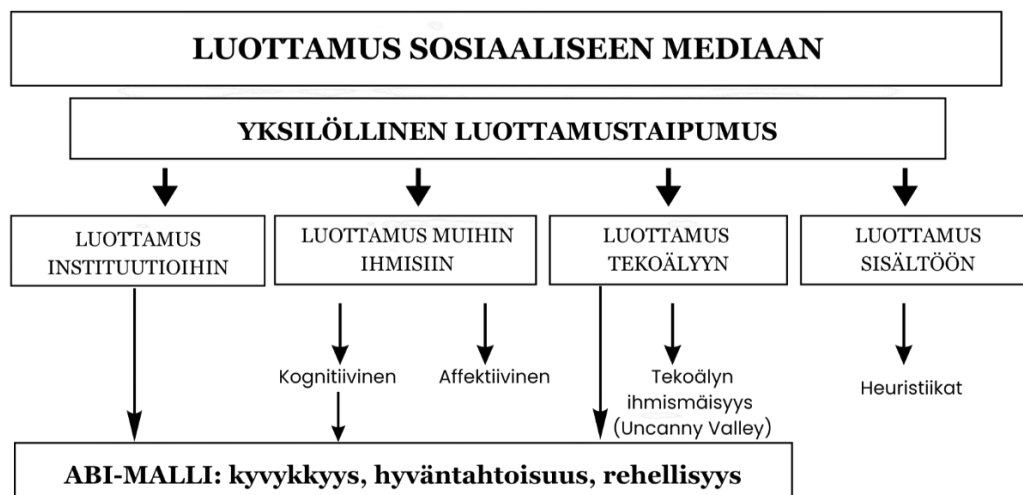 LUOTTAMUS SOSIAALISEEN MEDIAAN
YKSILÖLLINEN LUOTTAMUSTAIPUMUS
LUOTTAMUS
INSTITUUTIOIHIN
LUOTTAMUS MUIHIN
IHMISIIN
LUOTTAMUS
TEKOÄLYYN
LUOTTAMUS
SISÄLTÖÖN
Kognitiivinen
Affektiivinen
Tekoälyn
ihmismäisyys
(Uncanny Valley)
Heuristiikat
ABI-MALLI: kyvykkyys, hyväntahtoisuus, rehellisyys